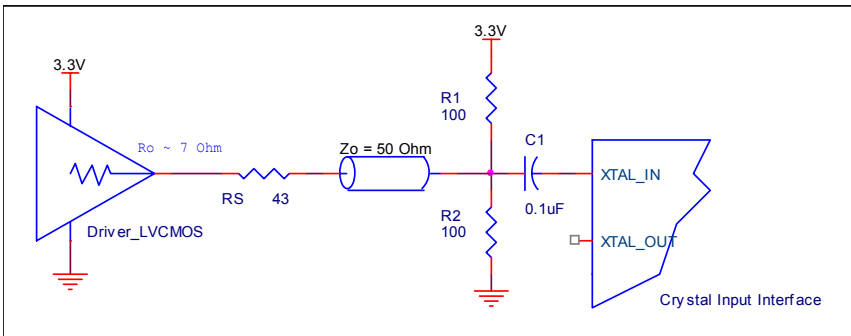 3.3V
3.3V
R1
100
C1
Ro ~ 7 Ohm
Zo = 50 Ohm
XTAL_IN
RS 43
0.1uF
R2
100
Driver_LVCMOS
XTAL_OUT
Crystal Input Interface